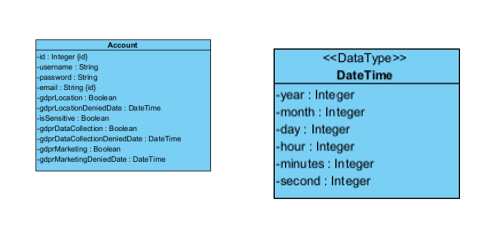 Account
-id : Integer {id}
-username : String
-password : String
-email : String {id}
-gdprLocation : Boolean
-gdprLocationDeniedDate : DateTime
-isSensitive : Boolean
-gdprDataCollection : Boolean
-gdprDataCollectionDeniedDate : DateTime
-gdprMarketing : Boolean
-gdprMarketingDeniedDate : DateTime
<<DataType>>
DateTime
-year : Integer
-month : Integer
-day : Integer
-hour : Integer
-minutes : Integer
-second : Integer